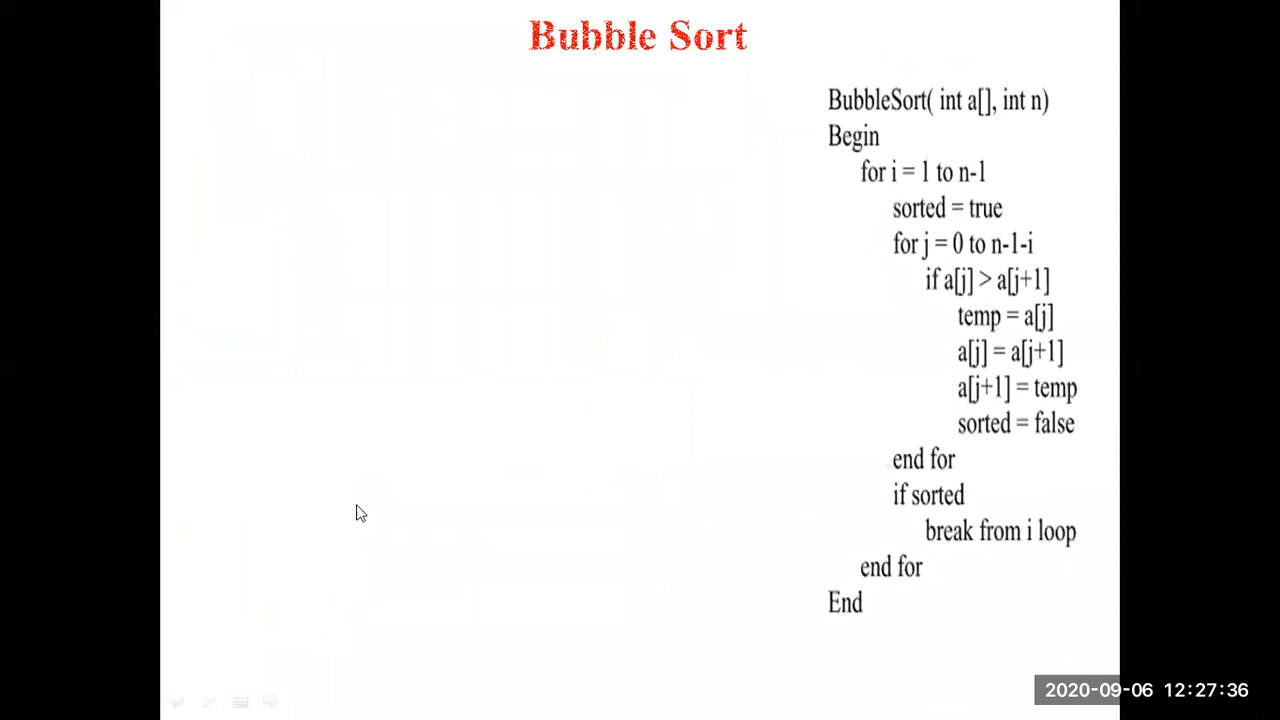 Bubble Sort
BubbleSort( int a[], int n)
Begin
for i = 1 to n-1
sorted = true
for j = 0 to n-1-i
if a[j] > a[j+1]
temp = a[j]
a[j] = a[j+1]
a[j+1] = temp
sorted = false
end for
if sorted
break from i loop
end for
End
2020-09-06 12:27:36